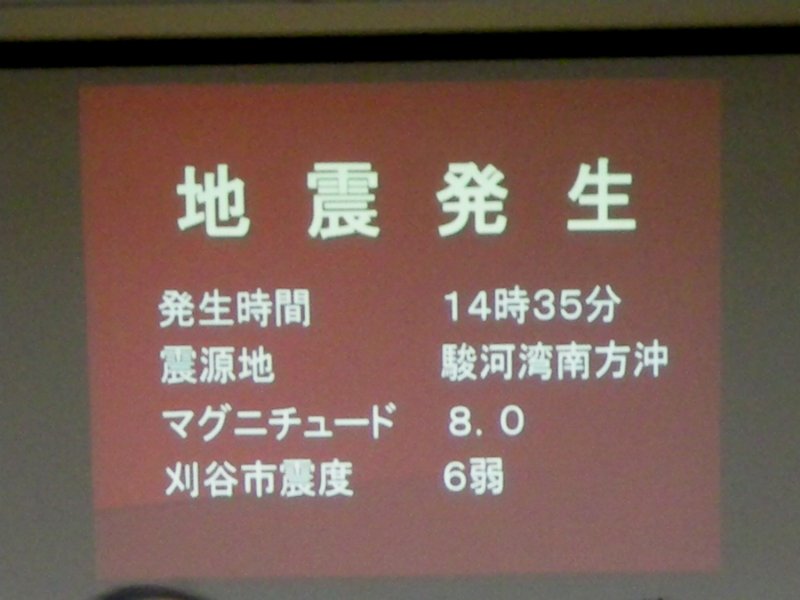 地震発生
発生時間 14時35分
震源地 駿河湾南方沖
マグニチュード 8.0
刈谷市震度 6弱